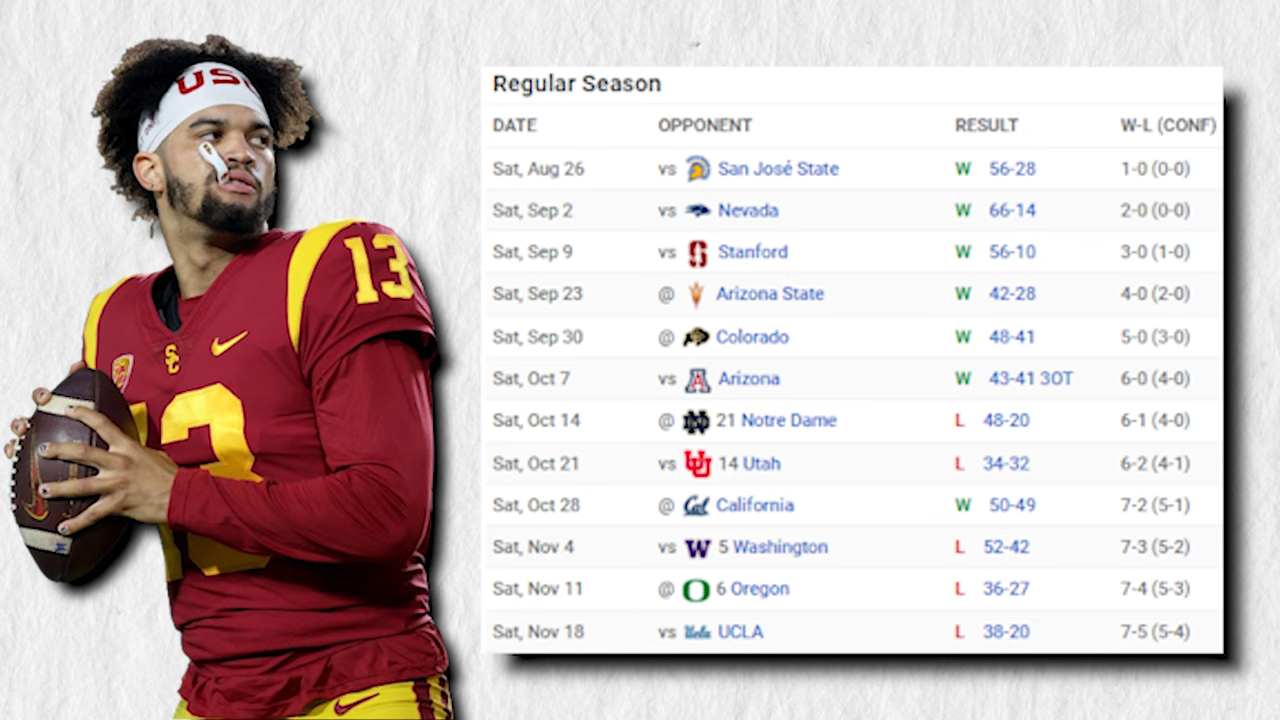 USC
13
SC
13
Regular Season
DATE OPPONENT RESULT W-L (CONF)
Sat, Aug 26 vs San José State W 56-28 1-0 (0-0)
Sat, Sep 2 vs Nevada W 66-14 2-0 (0-0)
Sat, Sep 9 vs Stanford W 56-10 3-0 (1-0)
Sat, Sep 23 @ Arizona State W 42-28 4-0 (2-0)
Sat, Sep 30 @ Colorado W 48-41 5-0 (3-0)
Sat, Oct 7 vs Arizona W 43-41 3OT 6-0 (4-0)
Sat, Oct 14 @ 21 Notre Dame L 48-20 6-1 (4-0)
Sat, Oct 21 vs 14 Utah L 34-32 6-2 (4-1)
Sat, Oct 28 @ Cal California W 50-49 7-2 (5-1)
Sat, Nov 4 vs W 5 Washington L 52-42 7-3 (5-2)
Sat, Nov 11 @ O 6 Oregon L 36-27 7-4 (5-3)
Sat, Nov 18 vs Ucla UCLA L 38-20 7-5 (5-4)